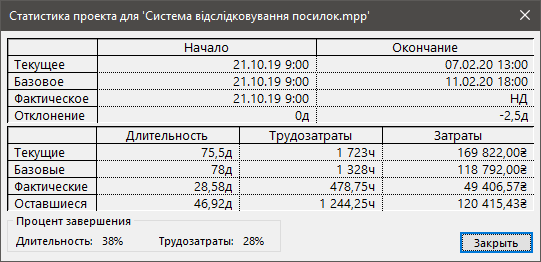 Статистика проекта для 'Система відслідковування посилок.mpp'
Начало Окончание
Текущее 21.10.19 9:00 07.02.20 13:00
Базовое 21.10.19 9:00 11.02.20 18:00
Фактическое 21.10.19 9:00 НД
Отклонение 0д -2,5д
Длительность Трудозатраты Затраты
Текущие 75,5д 1 723ч 169 822,00₴
Базовые 78д 1 328ч 118 792,00₴
Фактические 28,58д 478,75ч 49 406,57₴
Оставшиеся 46,92д 1 244,25ч 120 415,43₴
Процент завершения
Длительность: 38% Трудозатраты: 28%
Закрыть